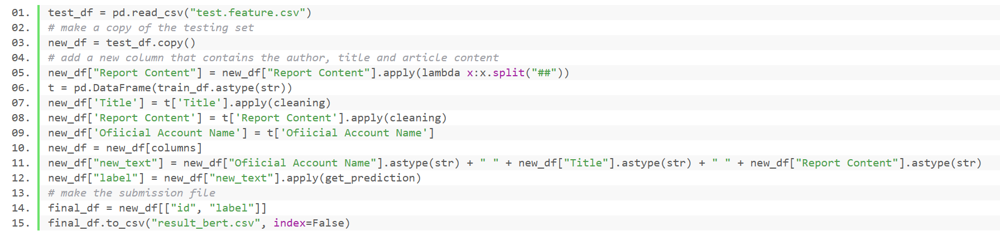 01. test_df = pd.read_csv("test.feature.csv")
02. # make a copy of the testing set
03. new_df = test_df.copy()
04. # add a new column that contains the author, title and article content
05. new_df["Report Content"] = new_df["Report Content"].apply(lambda x:x.split("##"))
06. t = pd.DataFrame(train_df.astype(str))
07. new_df['Title'] = t['Title'].apply(cleaning)
08. new_df['Report Content'] = t['Report Content'].apply(cleaning)
09. new_df['Ofiicial Account Name'] = t['Ofiicial Account Name']
10. new_df = new_df[columns]
11. new_df["new_text"] = new_df["Ofiicial Account Name"].astype(str) + " " + new_df["Title"].astype(str) + " " + new_df["Report Content"].astype(str)
12. new_df["label"] = new_df["new_text"].apply(get_prediction)
13. # make the submission file
14. final_df = new_df[["id", "label"]]
15. final_df.to_csv("result_bert.csv", index=False)